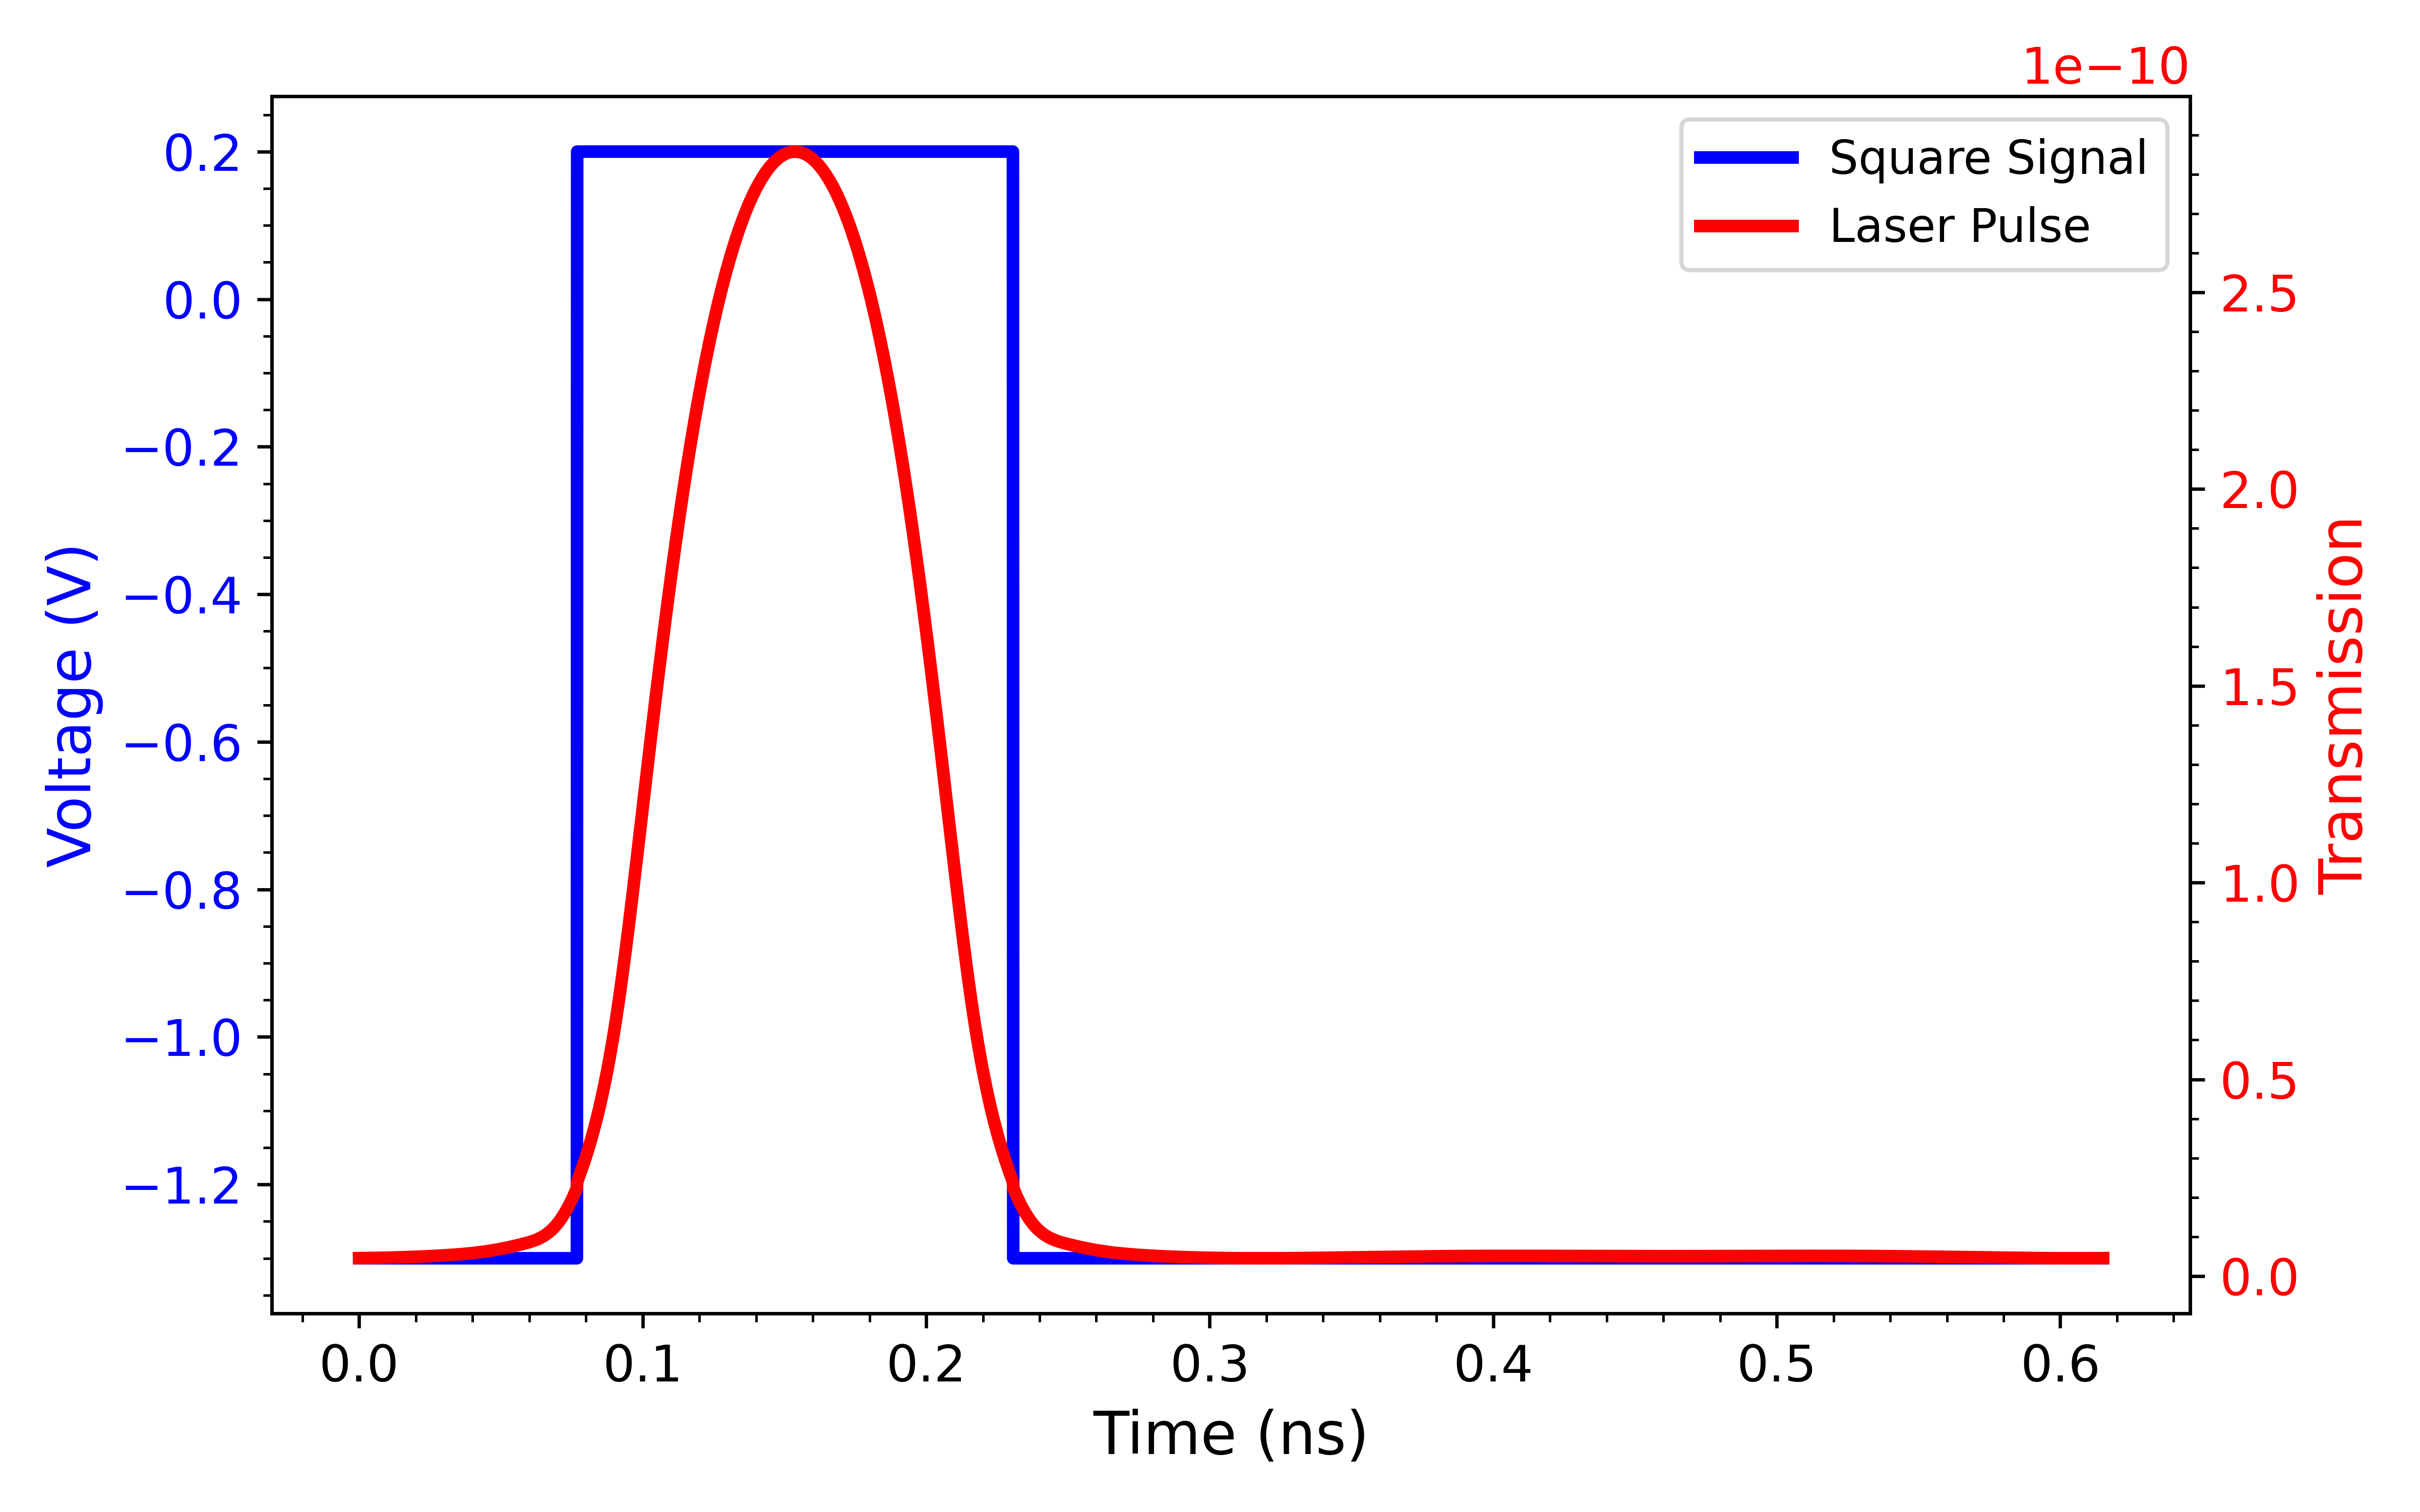 1e−10
Square Signal
Laser Pulse
Voltage (V)
0.2
0.0
−0.2
−0.4
−0.6
−0.8
−1.0
−1.2
2.5
2.0
1.5
1.0
0.5
0.0
Transmission
0.0 0.1 0.2 0.3 0.4 0.5 0.6
Time (ns)